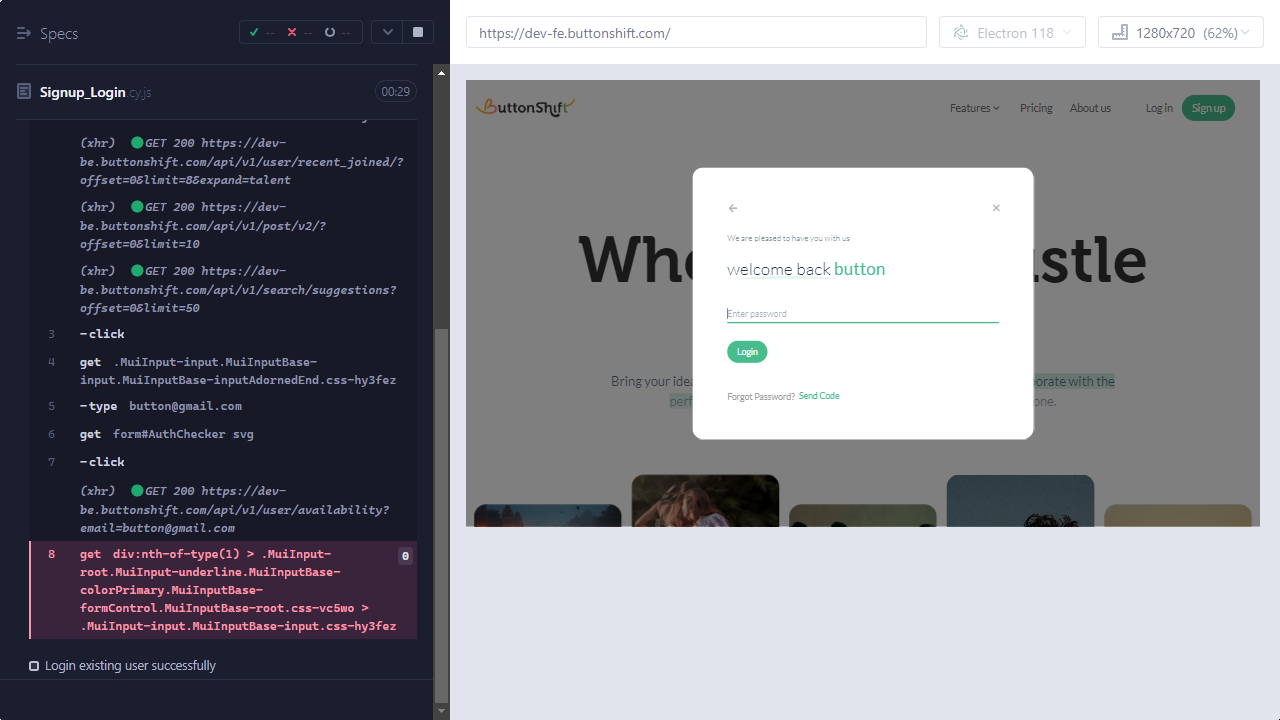 Specs
-- -- --
https://dev-fe.buttonshift.com/
Electron 118
1280x720 (62%)
Signup_Login.cy.js
00:29
(xhr) GET 200 https://dev-
be.buttonshift.com/api/v1/user/recent_joined/?
offset=0&limit=8&expand=talent
(xhr) GET 200 https://dev-
be.buttonshift.com/api/v1/post/v2/?
offset=0&limit=10
(xhr) GET 200 https://dev-
be.buttonshift.com/api/v1/search/suggestions?
offset=0&limit=50
3 -click
4 get .MuiInput-input.MuiInputBase-
input.MuiInputBase-inputAdornedEnd.css-hy3fez
5 -type button@gmail.com
6 get form#AuthChecker svg
7 -click
(xhr) GET 200 https://dev-
be.buttonshift.com/api/v1/user/availability?
email=button@gmail.com
8 get div:nth-of-type(1) > .MuiInput-
root.MuiInput-underline.MuiInputBase-
colorPrimary.MuiInputBase-
formControl.MuiInputBase-root.css-vc5wo >
.MuiInput-input.MuiInputBase-input.css-hy3fez
0
Login existing user successfully
ButtonShift
Features
Pricing
About us
Log in
Sign up
Whe
ustle
Bring your idea
orate with the
perf
one.
We are pleased to have you with us
welcome back button
Enter password
Login
Forgot Password? Send Code